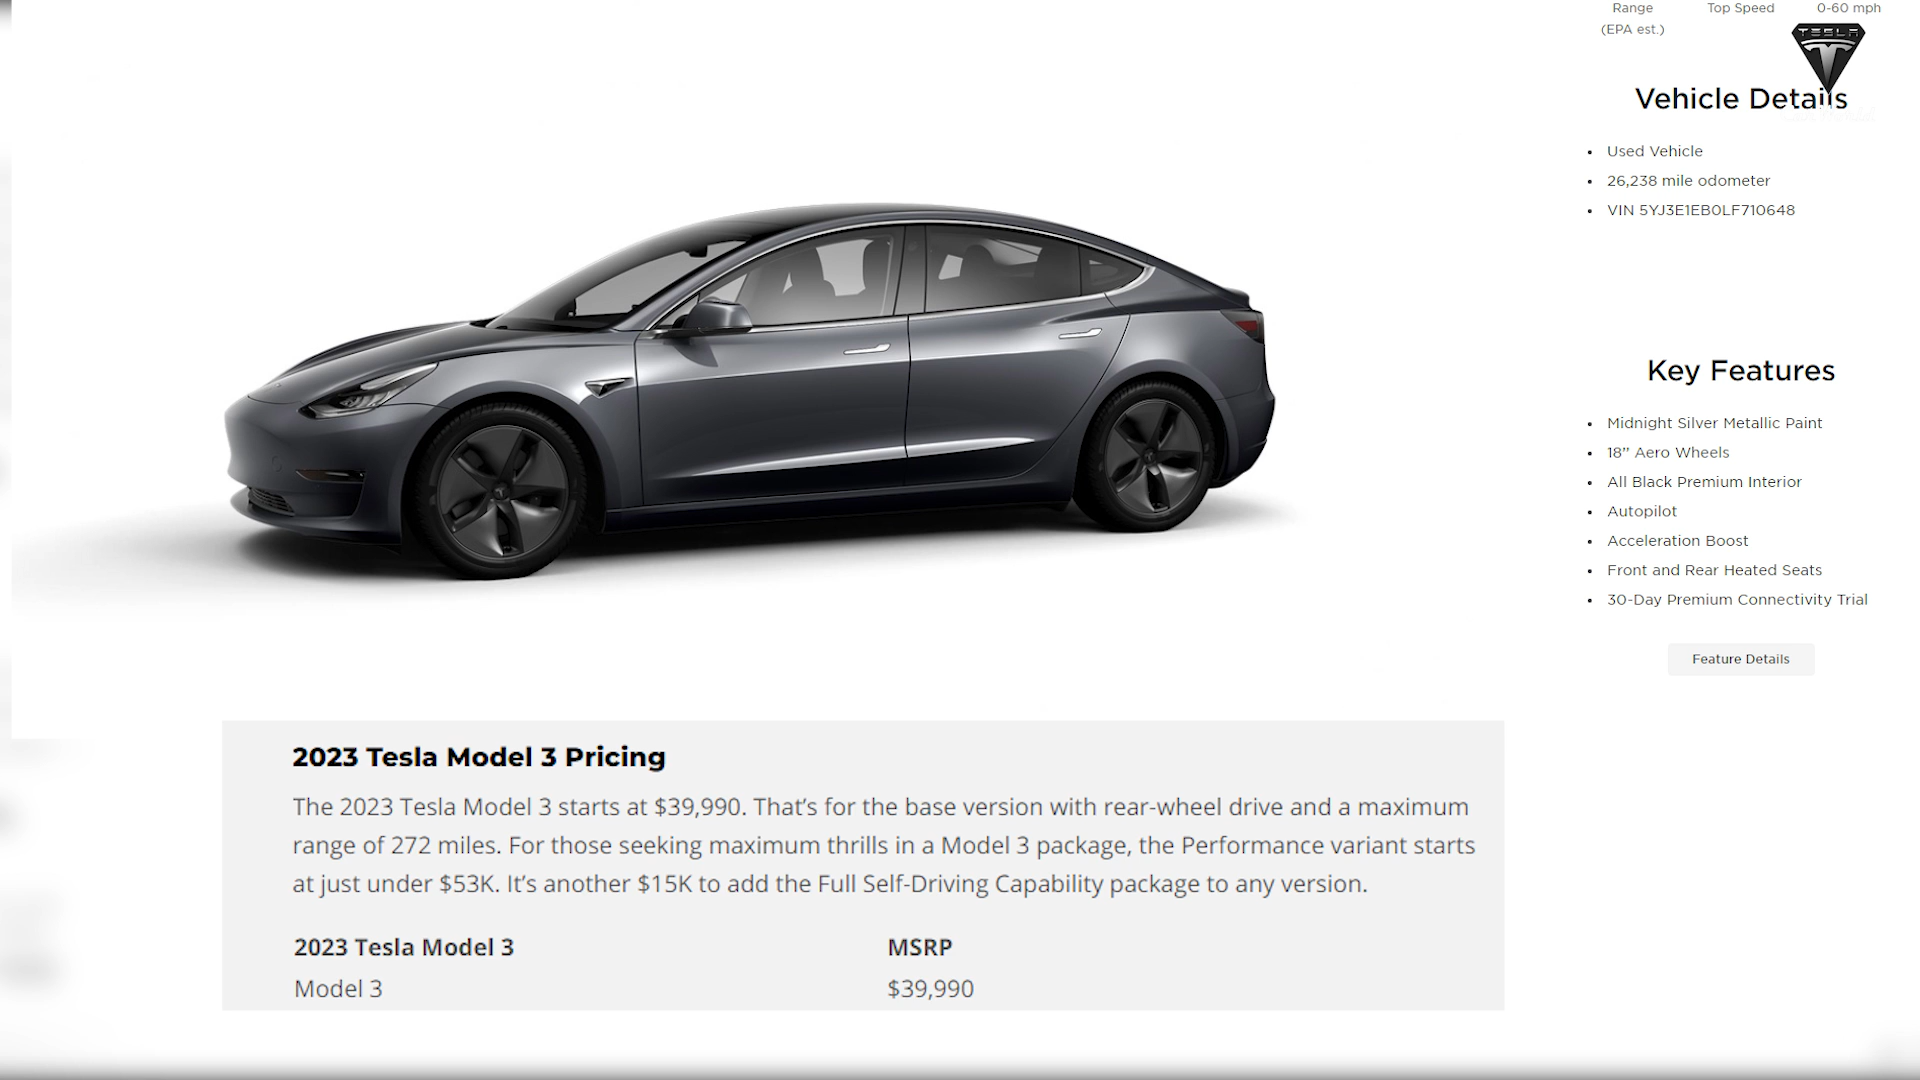 Range
(EPA est.)
Top Speed
0-60 mph
TESLA
Vehicle Details
• Used Vehicle
• 26,238 mile odometer
• VIN 5YJ3E1EB0LF710648
Key Features
• Midnight Silver Metallic Paint
• 18” Aero Wheels
• All Black Premium Interior
• Autopilot
• Acceleration Boost
• Front and Rear Heated Seats
• 30-Day Premium Connectivity Trial
Feature Details
2023 Tesla Model 3 Pricing
The 2023 Tesla Model 3 starts at $39,990. That’s for the base version with rear-wheel drive and a maximum
range of 272 miles. For those seeking maximum thrills in a Model 3 package, the Performance variant starts
at just under $53K. It’s another $15K to add the Full Self-Driving Capability package to any version.
2023 Tesla Model 3 MSRP
Model 3 $39,990